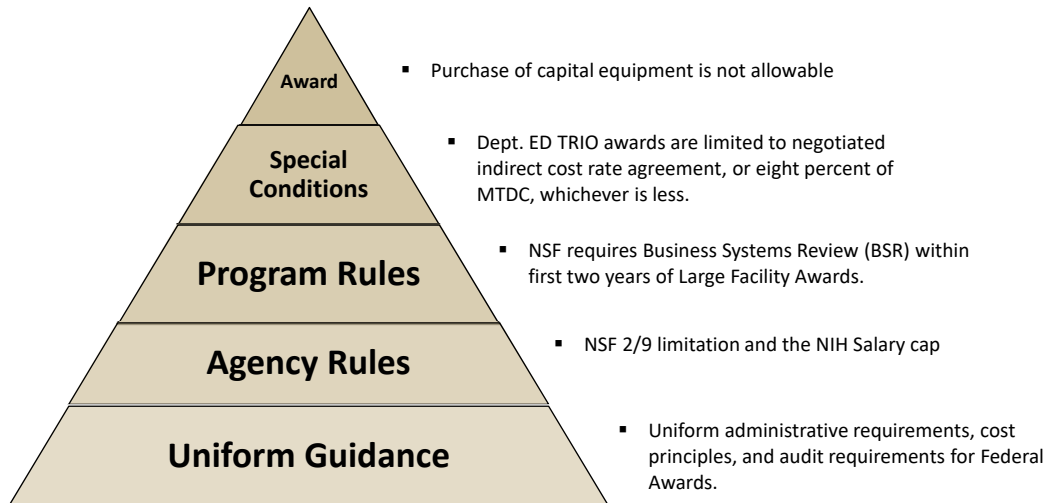 Award
▪ Purchase of capital equipment is not allowable
Special
Conditions
▪ Dept. ED TRIO awards are limited to negotiated
indirect cost rate agreement, or eight percent of
MTDC, whichever is less.
Program Rules
▪ NSF requires Business Systems Review (BSR) within
first two years of Large Facility Awards.
Agency Rules
▪ NSF 2/9 limitation and the NIH Salary cap
Uniform Guidance
▪ Uniform administrative requirements, cost
principles, and audit requirements for Federal
Awards.